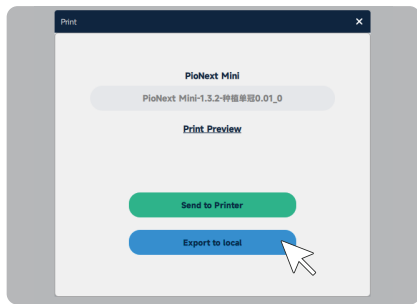 Print
PioNext Mini
PioNext Mini-1.3.2-种植单冠0.01_0
Print Preview
Send to Printer
Export to local